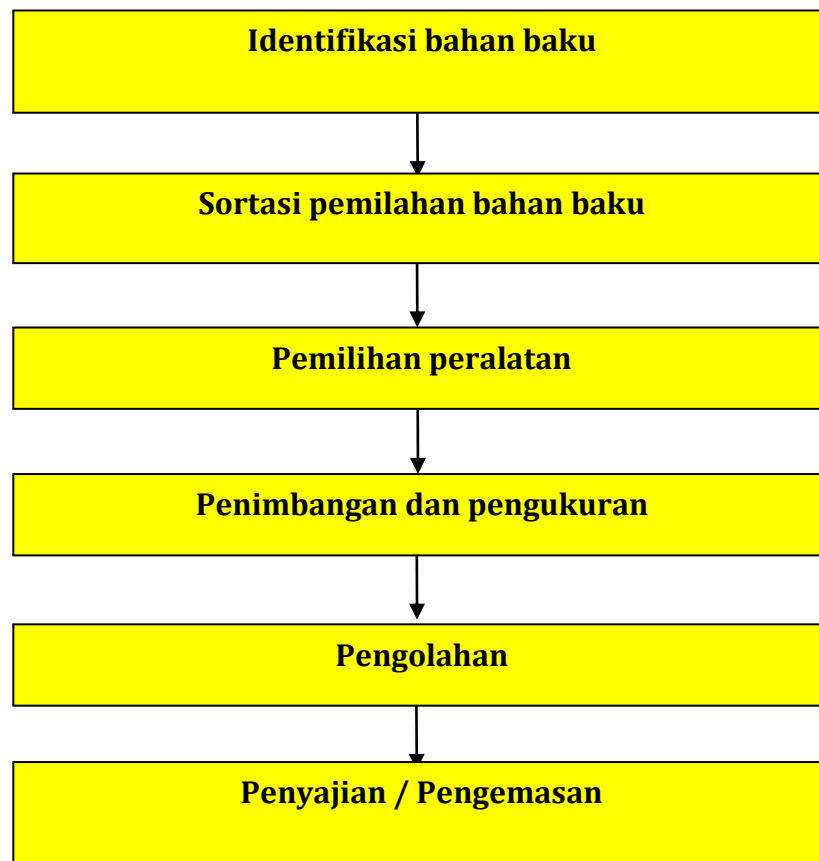 Identifikasi bahan baku
Sortasi pemilahan bahan baku
Pemilihan peralatan
Penimbangan dan pengukuran
Pengolahan
Penyajian / Pengemasan